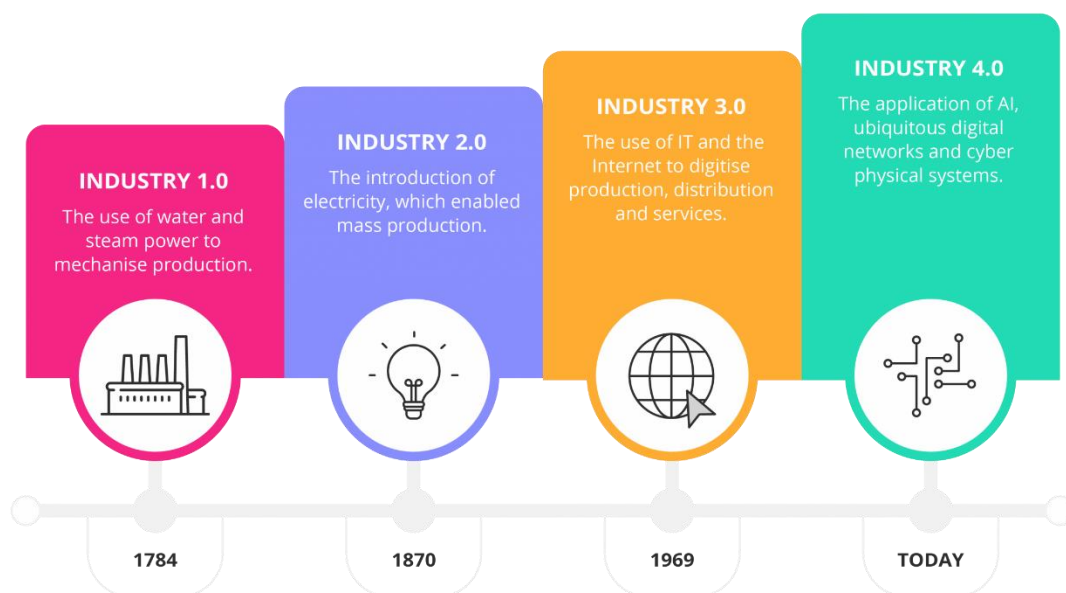 INDUSTRY 1.0
The use of water and
steam power to
mechanise production.
INDUSTRY 2.0
The introduction of
electricity, which enabled
mass production.
INDUSTRY 3.0
The use of IT and the
Internet to digitise
production, distribution
and services.
INDUSTRY 4.0
The application of AI,
ubiquitous digital
networks and cyber
physical systems.
1784
1870
1969
TODAY